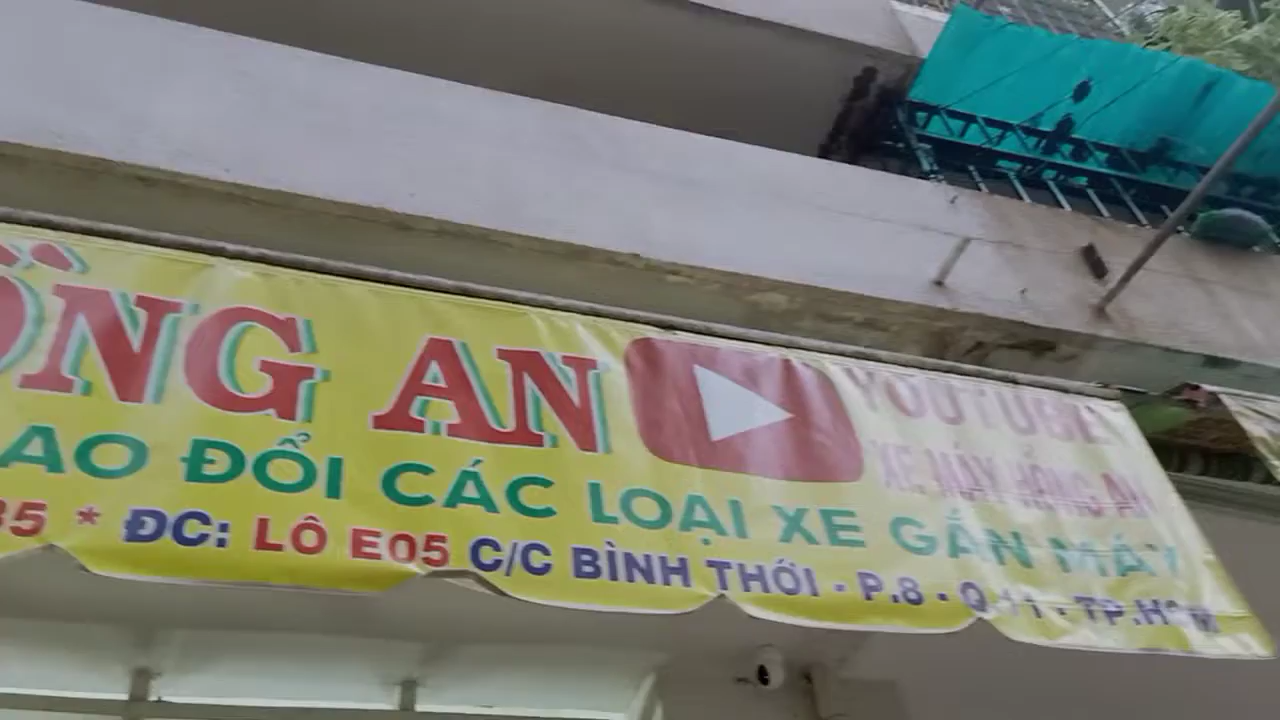 ỒNG AN
YOUTUBE
XE MÁY HỒNG AN
AO ĐỔI CÁC LOẠI XE GẮN MÁY
35 * ĐC: LÔ E05 C/C BÌNH THỚI - P.8 - Q.11 - TP.HCM